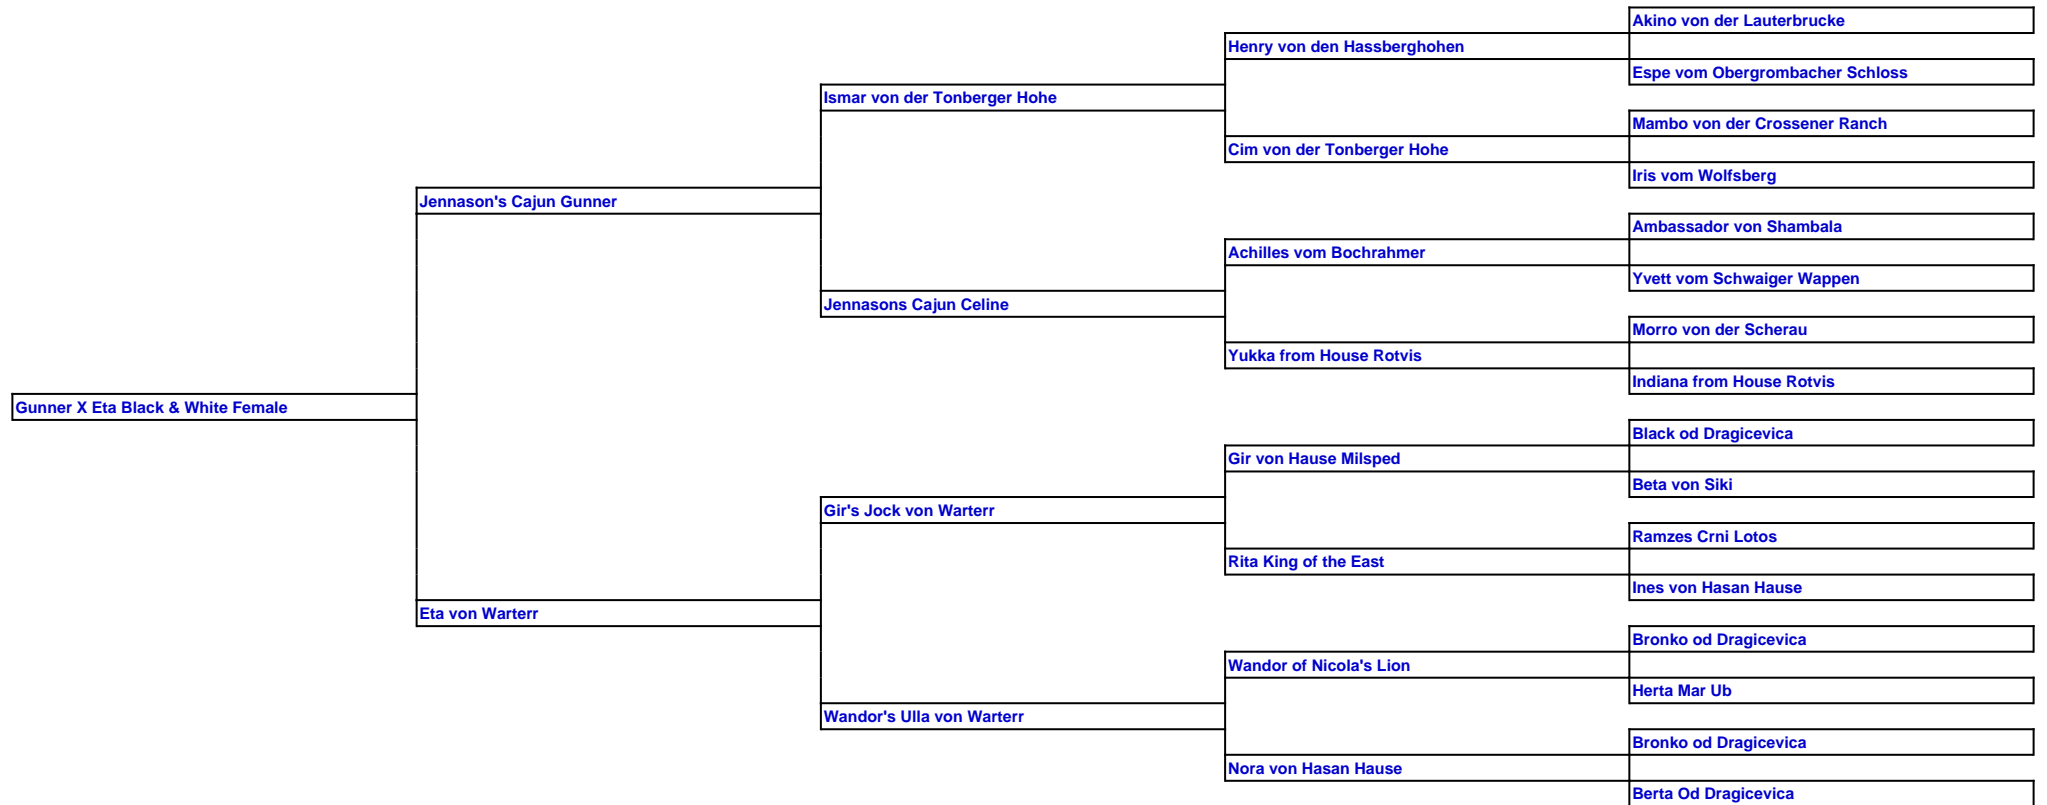 Akino von der Lauterbrucke
Henry von den Hassberghohen
Espe vom Obergrombacher Schloss
Ismar von der Tonberger Hohe
Mambo von der Crossener Ranch
Cim von der Tonberger Hohe
Iris vom Wolfsberg
Jennason's Cajun Gunner
Ambassador von Shambala
Achilles vom Bochrahmer
Yvett vom Schwaiger Wappen
Jennasons Cajun Celine
Morro von der Scherau
Yukka from House Rotvis
Indiana from House Rotvis
Gunner X Eta Black & White Female
Black od Dragicevica
Gir von Hause Milsped
Beta von Siki
Gir's Jock von Warterr
Ramzes Crni Lotos
Rita King of the East
Ines von Hasan Hause
Eta von Warterr
Bronko od Dragicevica
Wandor of Nicola's Lion
Herta Mar Ub
Wandor's Ulla von Warterr
Bronko od Dragicevica
Nora von Hasan Hause
Berta Od Dragicevica